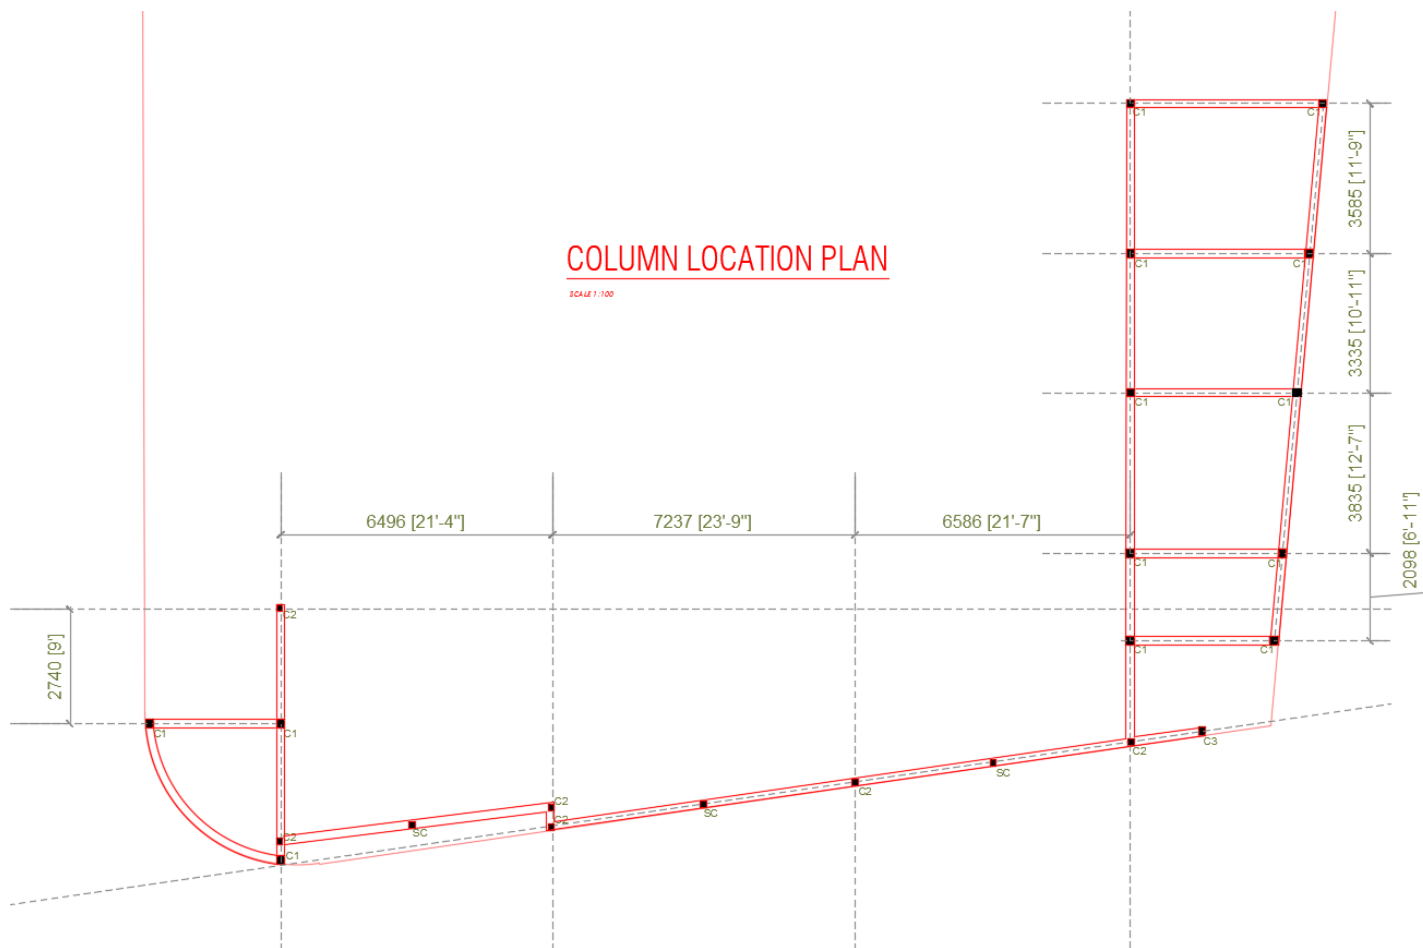 C1
C1
3585 [11'-9"]
COLUMN LOCATION PLAN
C1
C1
SCALE 1:100
3335 [10'-11"]
C1
C1
3835 [12'-7"]
6496 [21'-4"]
7237 [23'-9"]
6586 [21'-7"]
2098 [6'-11"]
C1
C1
C2
C1
C1
2740 [9']
C1
C1
C2
C3
SC
C2
C2
SC
C2
SC
C2
C1